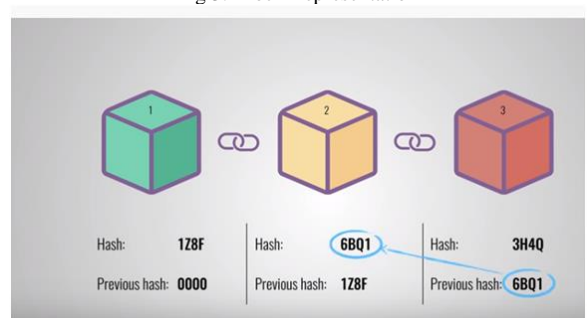 1
2
3
Hash: 1Z8F
Previous hash: 0000
Hash: 6BQ1
Previous hash: 1Z8F
Hash: 3H4Q
Previous hash: 6BQ1